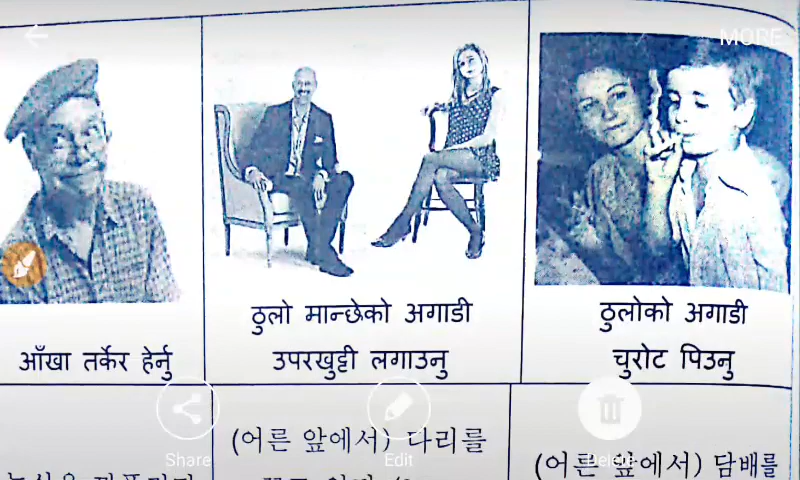 MORE
आँखा तर्केर हेर्नु
ठुलो मान्छेको अगाडी
उपरखुट्टी लगाउनु
ठुलोको अगाडी
चुरोट पिउनु
(어른 앞에서) 다리를
(어른 앞에서) 담배를
Share
Edit
Delete